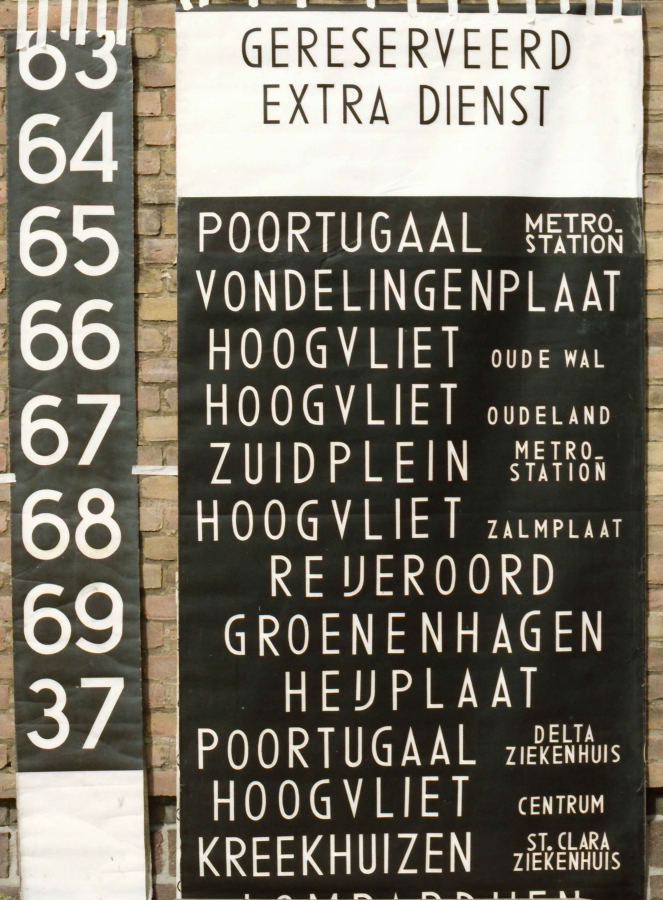 63
64
65
66
67
68
69
37
GERESERVEERD
EXTRA DIENST
POORTUGAAL METRO-
STATION
VONDELINGENPLAAT
HOOGVLIET OUDE WAL
HOOGVLIET OUDELAND
ZUIDPLEIN METRO-
STATION
HOOGVLIET ZALMPLAAT
REIJEROORD
GROENENHAGEN
HEIJPLAAT
POORTUGAAL DELTA
ZIEKENHUIS
HOOGVLIET CENTRUM
KREEKHUIZEN ST. CLARA
ZIEKENHUIS